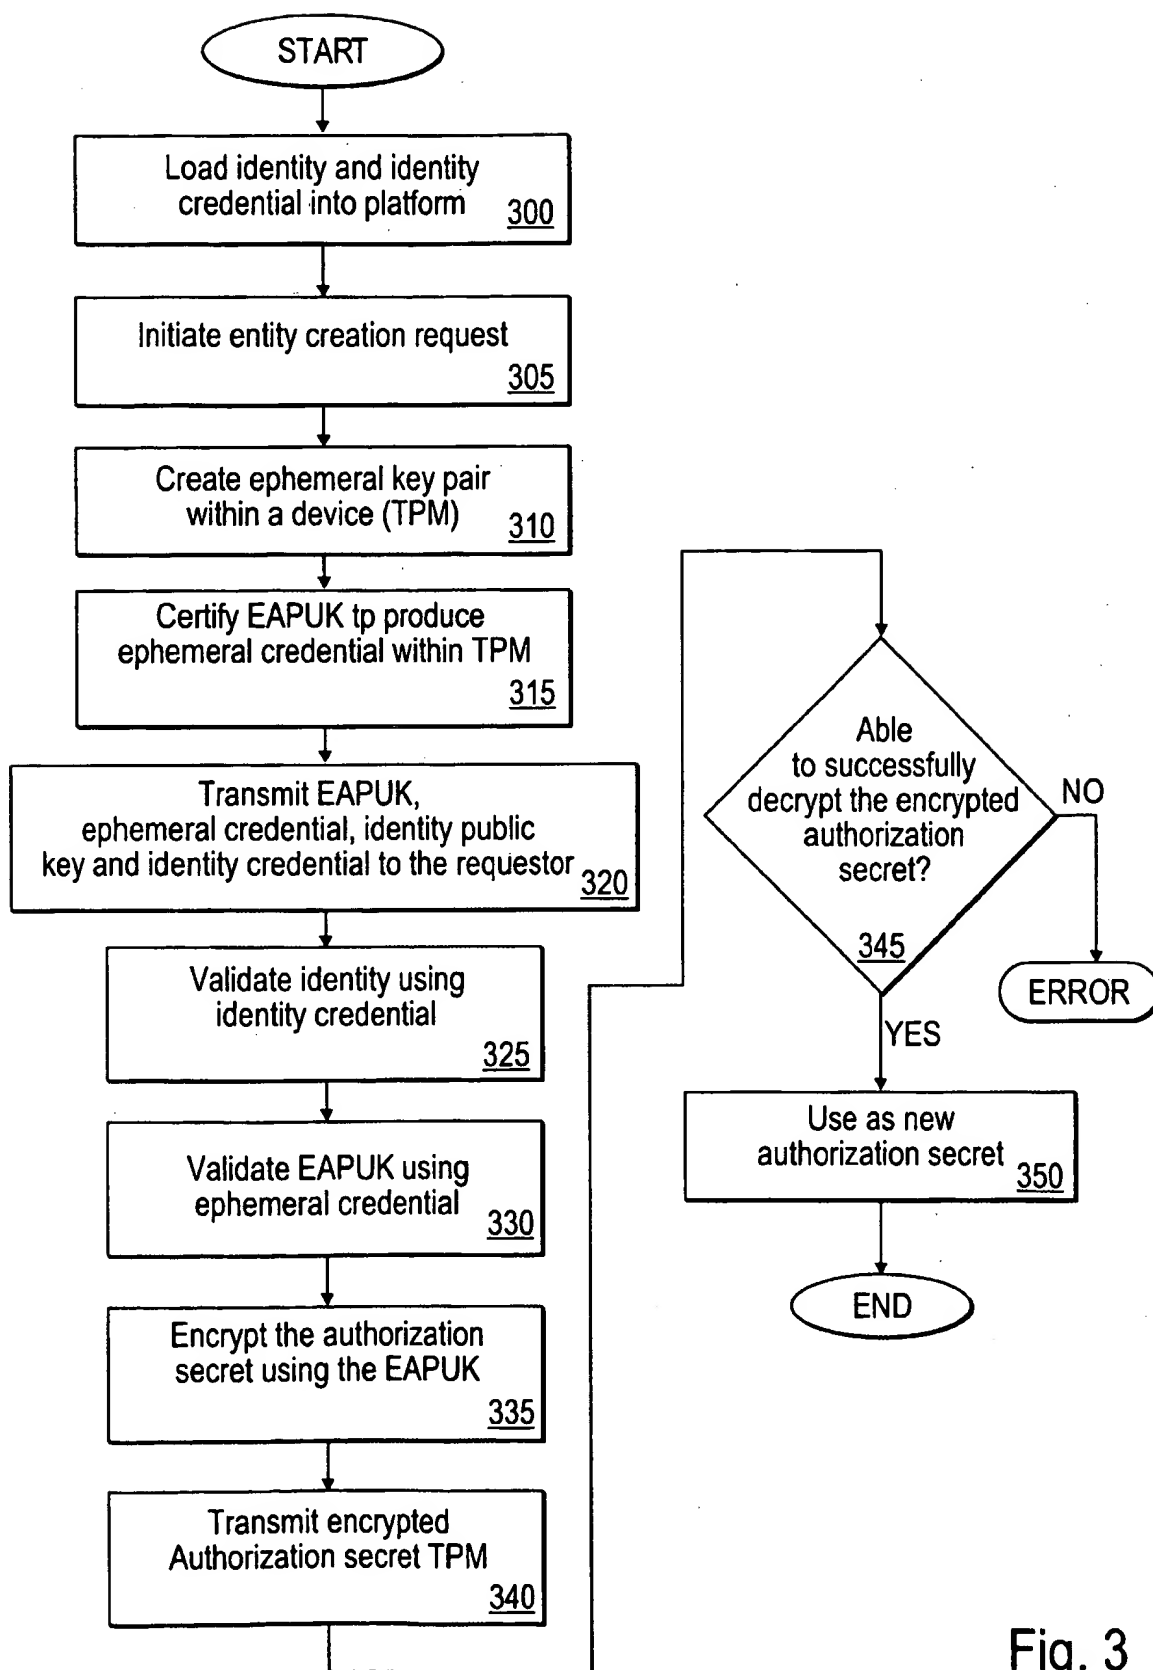 START
Load identity and identity
credential into platform
300
Initiate entity creation request
305
Create ephemeral key pair
within a device (TPM)
310
Certify EAPUK tp produce
ephemeral credential within TPM
315
Transmit EAPUK,
ephemeral credential, identity public
key and identity credential to the requestor
320
Validate identity using
identity credential
325
Validate EAPUK using
ephemeral credential
330
Encrypt the authorization
secret using the EAPUK
335
Transmit encrypted
Authorization secret TPM
340
Able
to successfully
decrypt the encrypted
authorization
secret?
345
NO
ERROR
YES
Use as new
authorization secret
350
END
Fig. 3